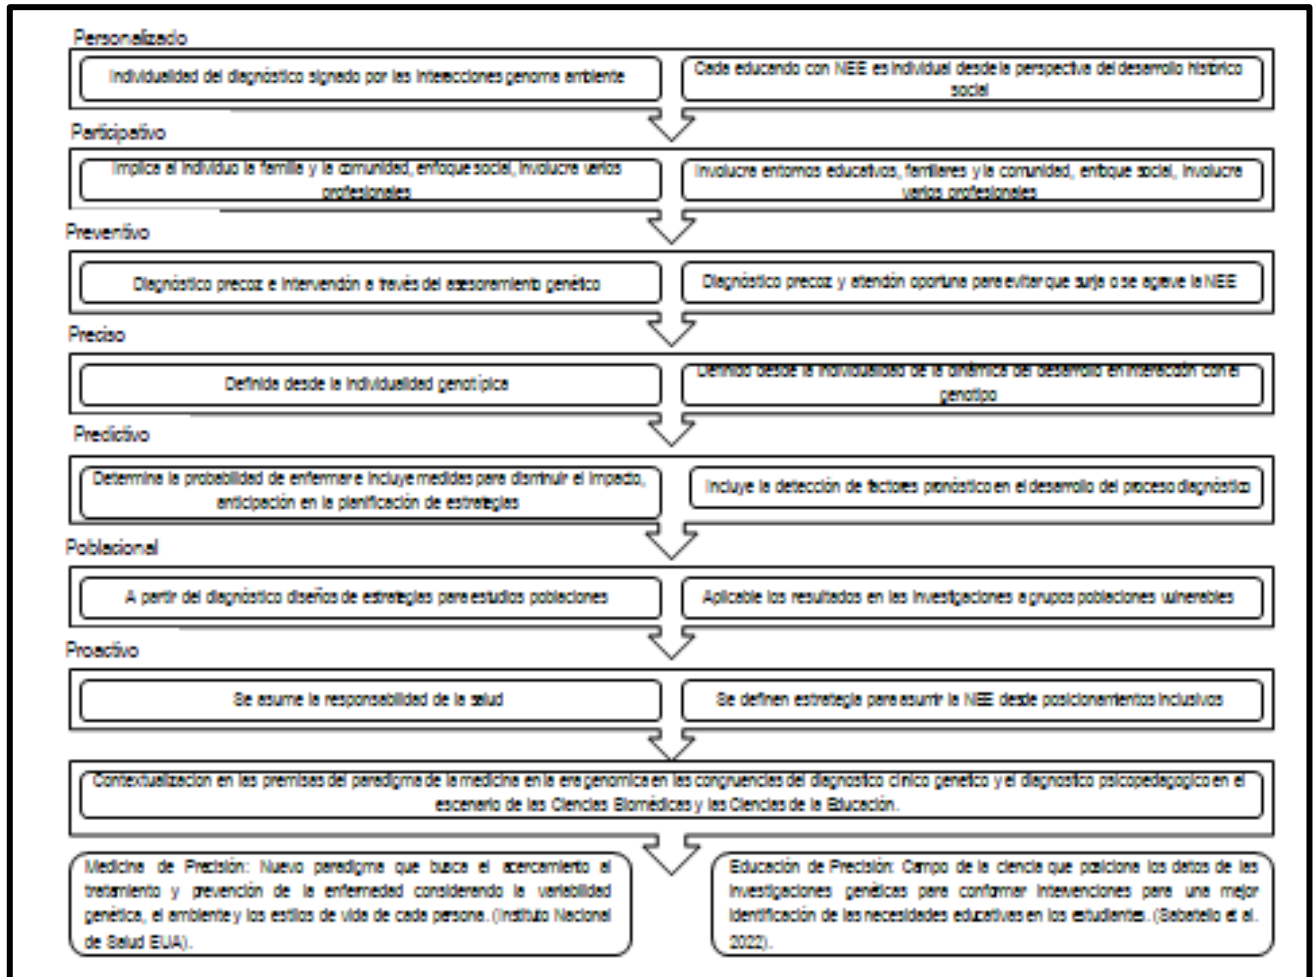 Personalizado
Individualidad del diagnóstico signado por las interacciones genoma ambiente
Cada educando con NEE es individual desde la perspectiva del desarrollo histórico
social
Participativo
Implica al individuo la familia y la comunidad, enfoque social, involucra varios
profesionales
Involucra entornos educativos, familiares y la comunidad, enfoque social, involucra
varios profesionales
Preventivo
Diagnóstico precoz e intervención a través del asesoramiento genético
Diagnóstico precoz y atención oportuna para evitar que surja o se agrave la NEE
Preciso
Definida desde la individualidad genotípica
Definido desde la individualidad de la dinámica del desarrollo en interacción con el
genotipo
Predictivo
Determina la probabilidad de enfermar e incluye medidas para disminuir el impacto,
anticipación en la planificación de estrategias
Incluye la detección de factores pronóstico en el desarrollo del proceso diagnóstico
Poblacional
A partir del diagnóstico diseños de estrategias para estudios poblaciones
Aplicable los resultados en las investigaciones a grupos poblaciones vulnerables
Proactivo
Se asume la responsabilidad de la salud
Se definen estrategia para asumir la NEE desde posicionamientos inclusivos
Contextualización en las premisas del paradigma de la medicina en la era genómica en las congruencias del diagnóstico clínico genético y el diagnóstico psicopedagógico en el
escenario de las Ciencias Biomédicas y las Ciencias de la Educación.
Medicina de Precisión: Nuevo paradigma que busca el acercamiento al
tratamiento y prevención de la enfermedad considerando la variabilidad
genética, el ambiente y los estilos de vida de cada persona. (Instituto Nacional
de Salud EUA).
Educación de Precisión: Campo de la ciencia que posiciona los datos de las
investigaciones genéticas para conformar intervenciones para una mejor
identificación de las necesidades educativas en los estudiantes. (Sabatello et al.
2022).